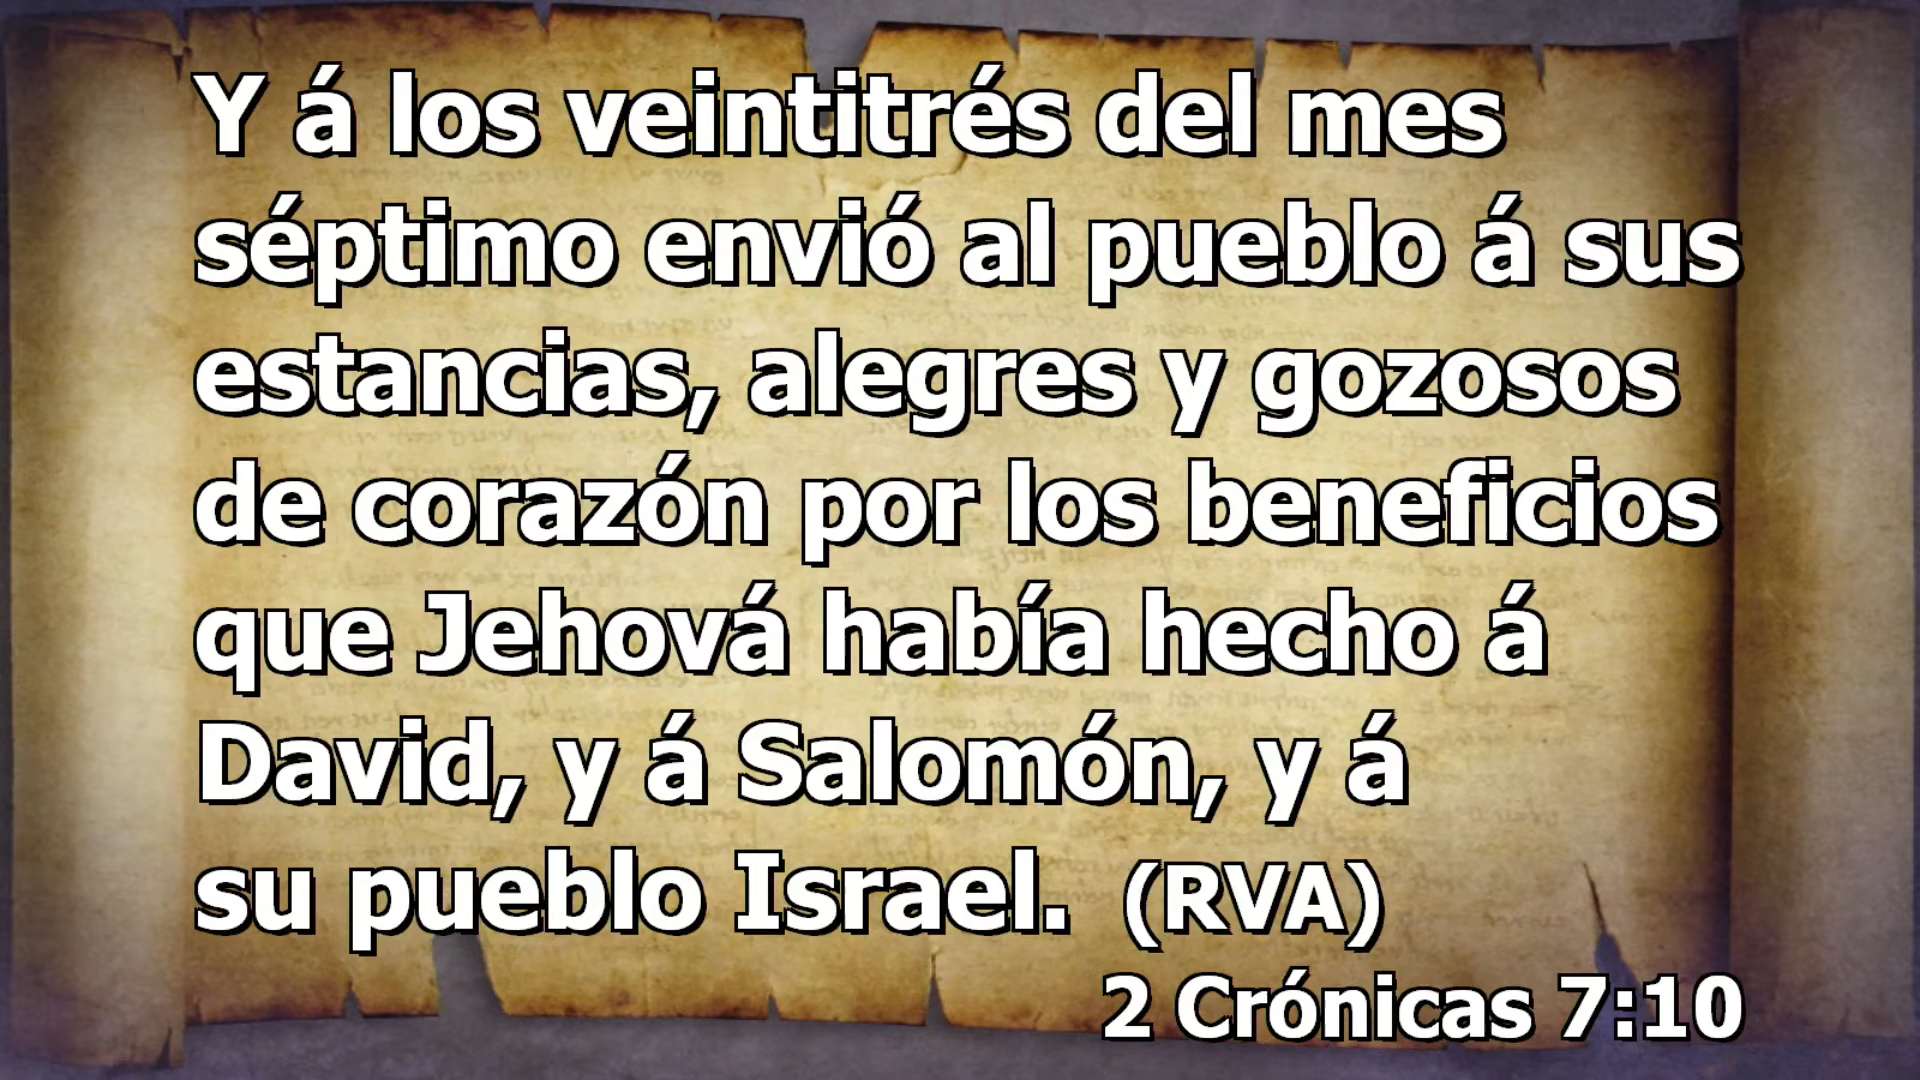 Y á los veintitrés del mes
séptimo envió al pueblo á sus
estancias, alegres y gozosos
de corazón por los beneficios
que Jehová había hecho á
David, y á Salomón, y á
su pueblo Israel. (RVA)
2 Crónicas 7:10